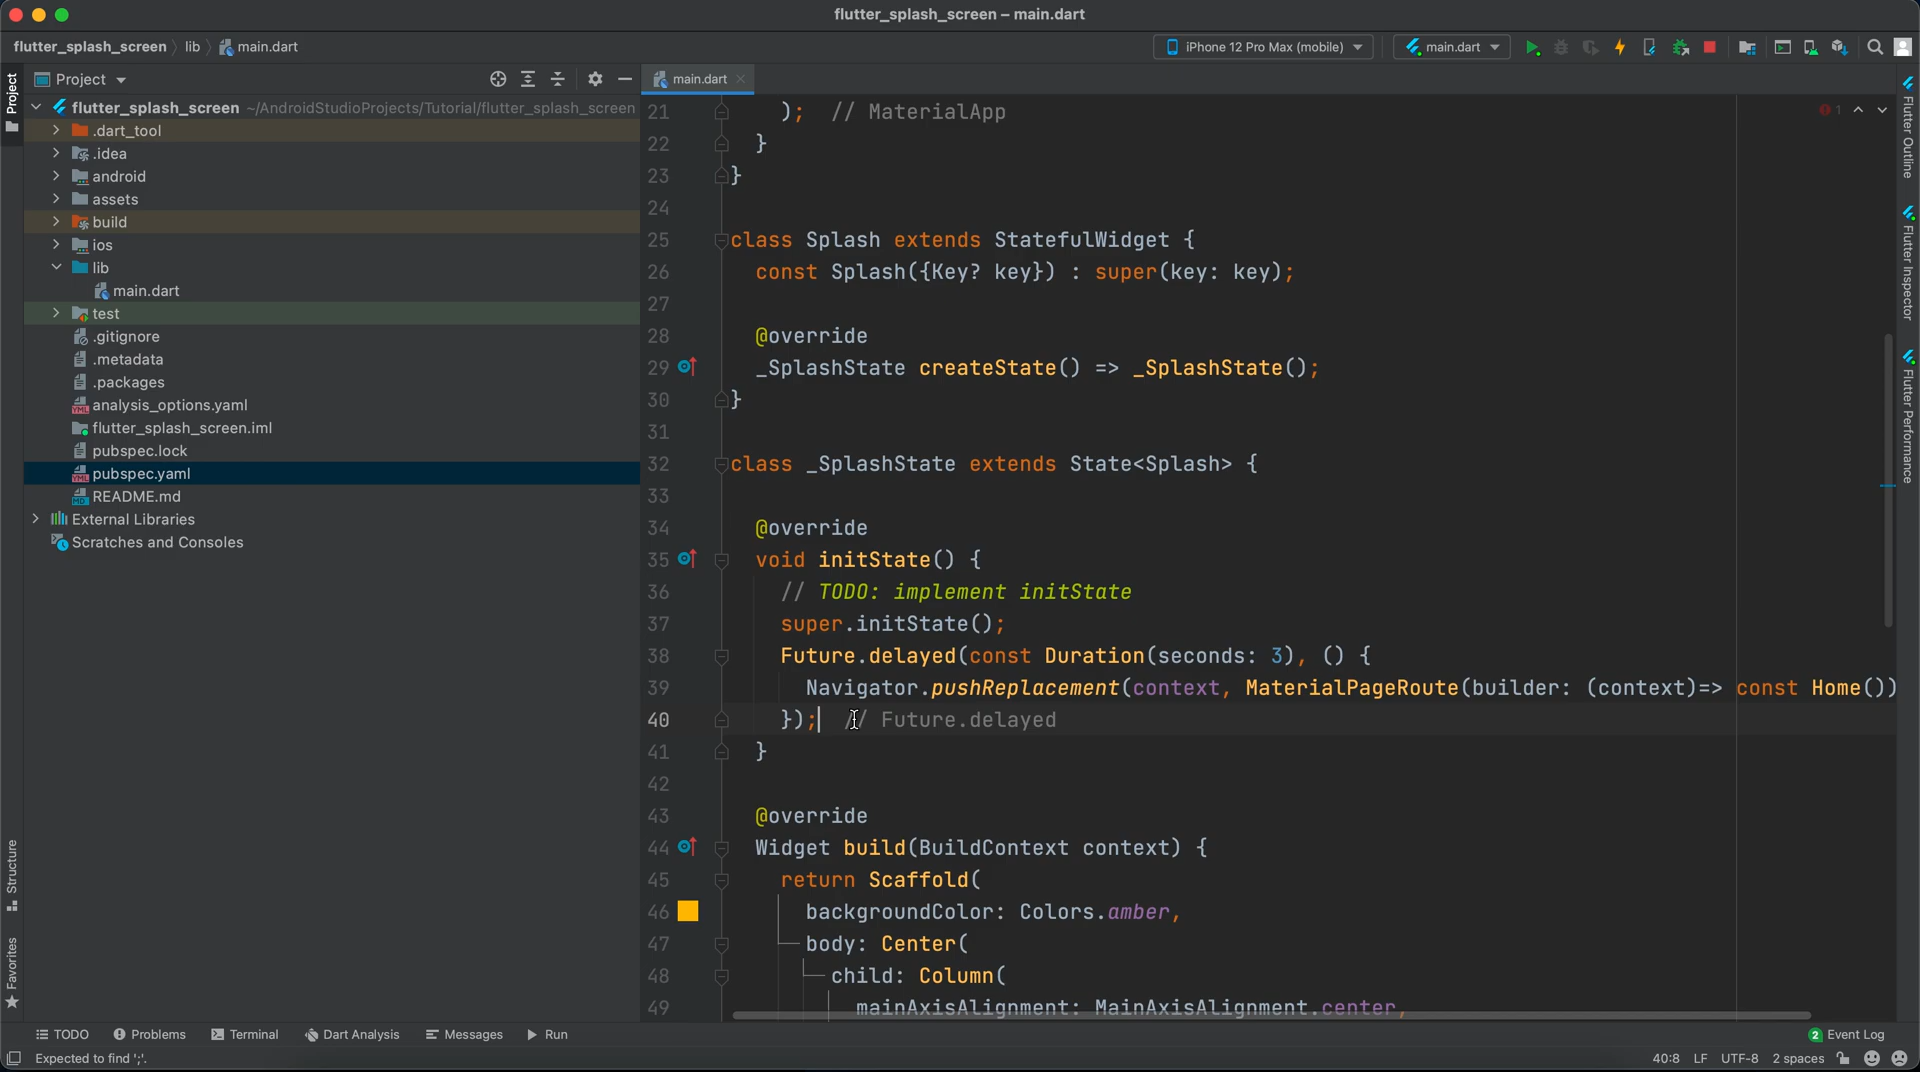 flutter_splash_screen – main.dart
flutter_splash_screen lib main.dart
iPhone 12 Pro Max (mobile) main.dart
Project
Project
main.dart
flutter_splash_screen ~/AndroidStudioProjects/Tutorial/flutter_splash_screen
.dart_tool
.idea
android
assets
build
ios
lib
main.dart
test
.gitignore
.metadata
.packages
analysis_options.yaml
flutter_splash_screen.iml
pubspec.lock
pubspec.yaml
README.md
External Libraries
Scratches and Consoles
Structure
Favorites
21 ); // MaterialApp
1
22 }
23 }
24
25 class Splash extends StatefulWidget {
26 const Splash({Key? key}) : super(key: key);
27
28 @override
29 _SplashState createState() => _SplashState();
30 }
31
32 class _SplashState extends State<Splash> {
33
34 @override
35 void initState() {
36 // TODO: implement initState
37 super.initState();
38 Future.delayed(const Duration(seconds: 3), () {
39 Navigator.pushReplacement(context, MaterialPageRoute(builder: (context)=> const Home())
40 }); // Future.delayed
41 }
42
43 @override
44 Widget build(BuildContext context) {
45 return Scaffold(
46 backgroundColor: Colors.amber,
47 body: Center(
48 child: Column(
49 mainAxisAlignment: MainAxisAlignment.center,
Flutter Outline
Flutter Inspector
Flutter Performance
TODO Problems Terminal Dart Analysis Messages Run 2 Event Log
Expected to find ';'. 40:8 LF UTF-8 2 spaces